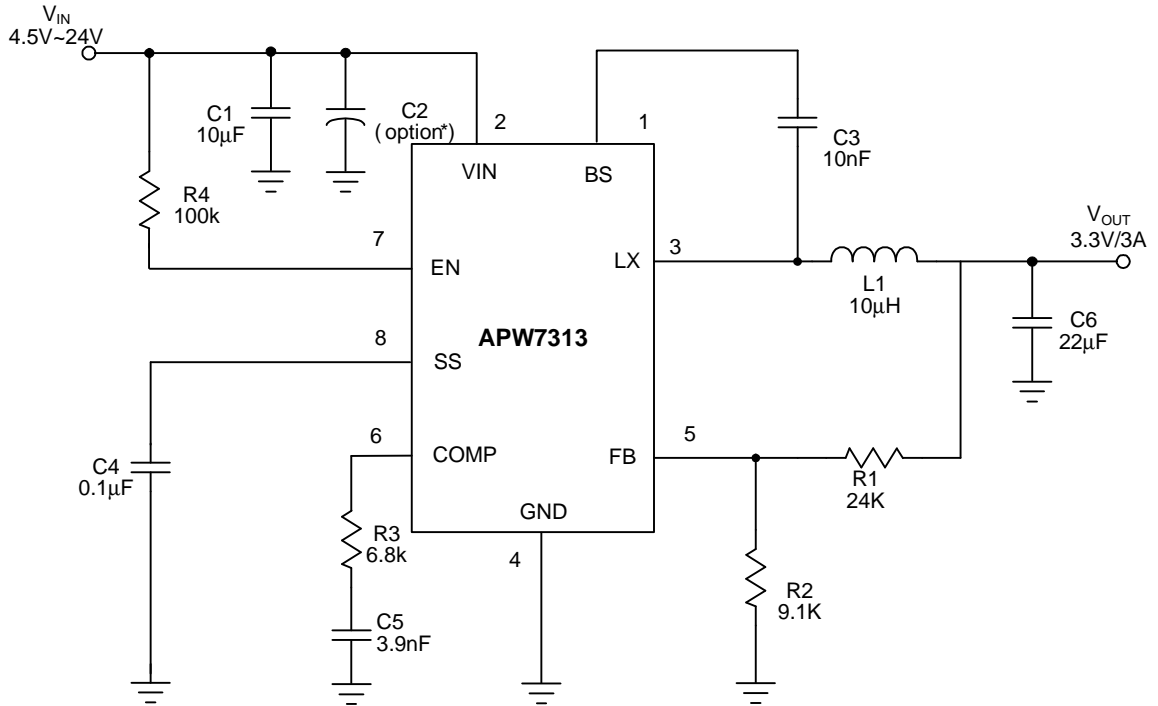 V_IN
4.5V~24V
C1
10μF
C2
( option*)
2
1
C3
10nF
VIN
BS
R4
100k
7
EN
LX
3
V_OUT
3.3V/3A
L1
10μH
C6
22μF
APW7313
8
SS
6
COMP
FB
5
R1
24K
C4
0.1μF
GND
R3
6.8k
4
R2
9.1K
C5
3.9nF